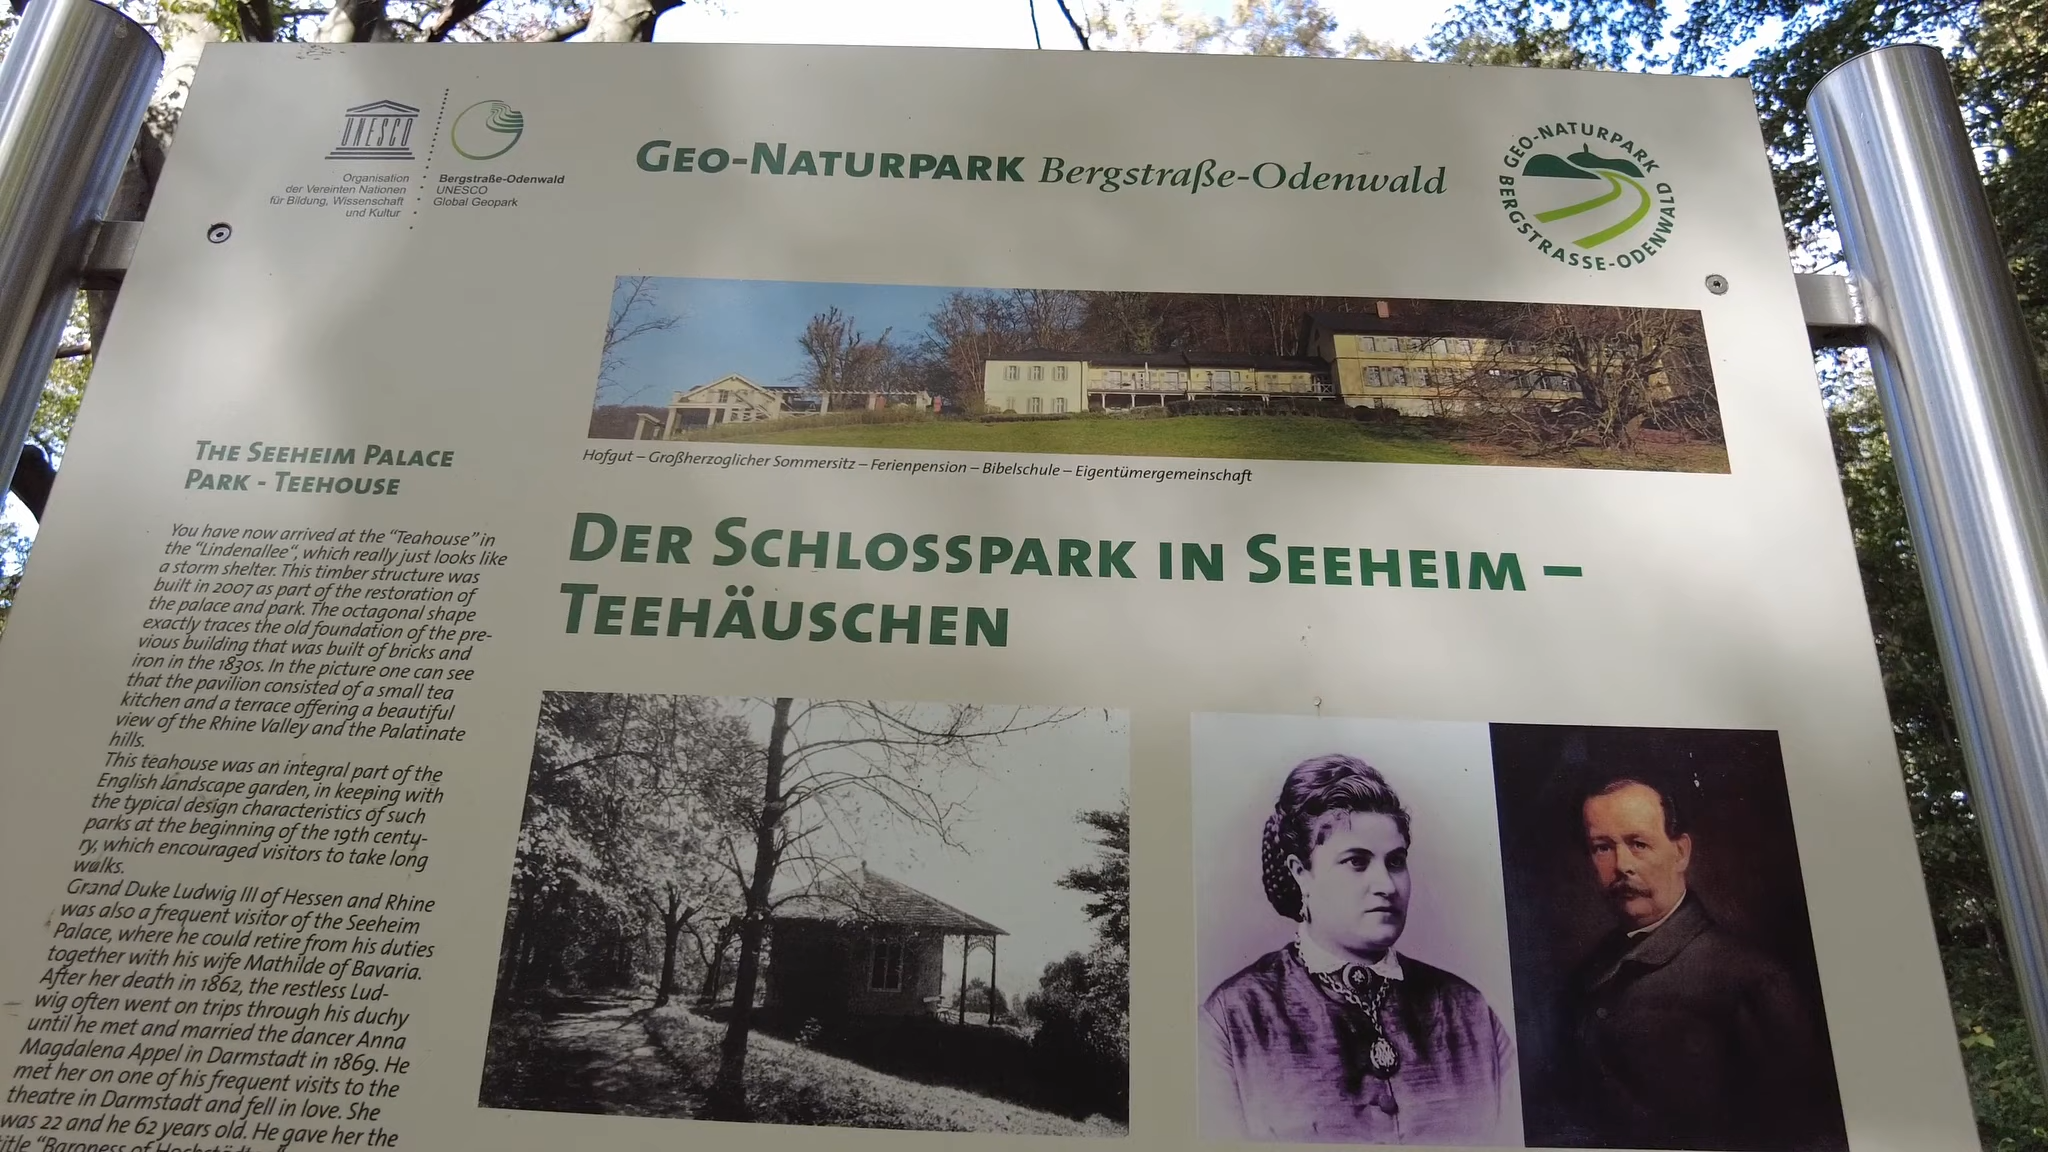 UNESCO
Organisation
der Vereinten Nationen
für Bildung, Wissenschaft
und Kultur
Bergstraße-Odenwald
UNESCO
Global Geopark
GEO-NATURPARK Bergstraße-Odenwald
GEO-NATURPARK
BERGSTRASSE-ODENWALD
Hofgut – Großherzoglicher Sommersitz – Ferienpension – Bibelschule – Eigentümergemeinschaft
DER SCHLOSSPARK IN SEEHEIM –
TEEHÄUSCHEN
THE SEEHEIM PALACE
PARK - TEEHOUSE
You have now arrived at the "Teahouse" in
the "Lindenallee", which really just looks like
a storm shelter. This timber structure was
built in 2007 as part of the restoration of
the palace and park. The octagonal shape
exactly traces the old foundation of the pre-
vious building that was built of bricks and
iron in the 1830s. In the picture one can see
that the pavilion consisted of a small tea
kitchen and a terrace offering a beautiful
view of the Rhine Valley and the Palatinate
hills.
This teahouse was an integral part of the
English landscape garden, in keeping with
the typical design characteristics of such
parks at the beginning of the 19th centu-
ry, which encouraged visitors to take long
walks.
Grand Duke Ludwig III of Hessen and Rhine
was also a frequent visitor of the Seeheim
Palace, where he could retire from his duties
together with his wife Mathilde of Bavaria.
After her death in 1862, the restless Lud-
wig often went on trips through his duchy
until he met and married the dancer Anna
Magdalena Appel in Darmstadt in 1869. He
met her on one of his frequent visits to the
theatre in Darmstadt and fell in love. She
was 22 and he 62 years old. He gave her the
title "Baroness of